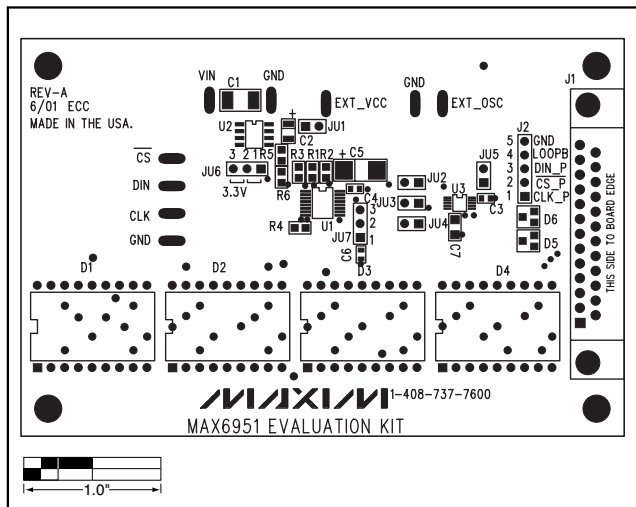 REV-A
6/01 ECC
MADE IN THE USA.
VIN
C1
GND
U2
+
C2
JU1
EXT_VCC
GND
EXT_OSC
J1
J2
5 GND
4 LOOPB
3 DIN_P
2 CS_P
1 CLK_P
CS
DIN
CLK
GND
JU6
3 2 1
3.3V
R5
R6
R3 R1 R2
+ C5
C4
U1
R4
JU7
3
2
1
C6
JU2
JU3
JU4
U3
JU5
C3
C7
D6
D5
THIS SIDE TO BOARD EDGE
D1
D2
D3
D4
MAXIM 1-408-737-7600
MAX6951 EVALUATION KIT
1.0"